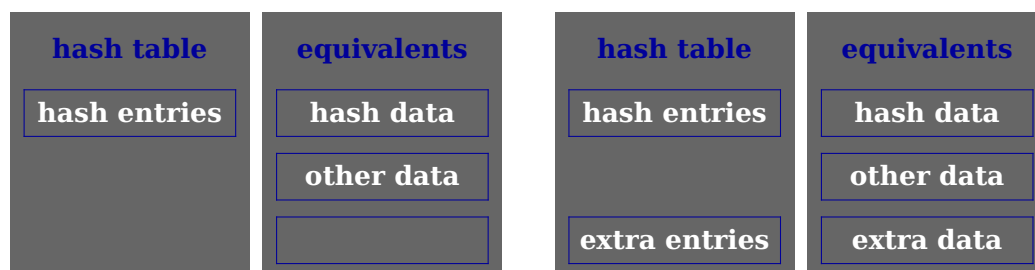 hash table
hash entries
equivalents
hash data
other data
hash table
hash entries
extra entries
equivalents
hash data
other data
extra data